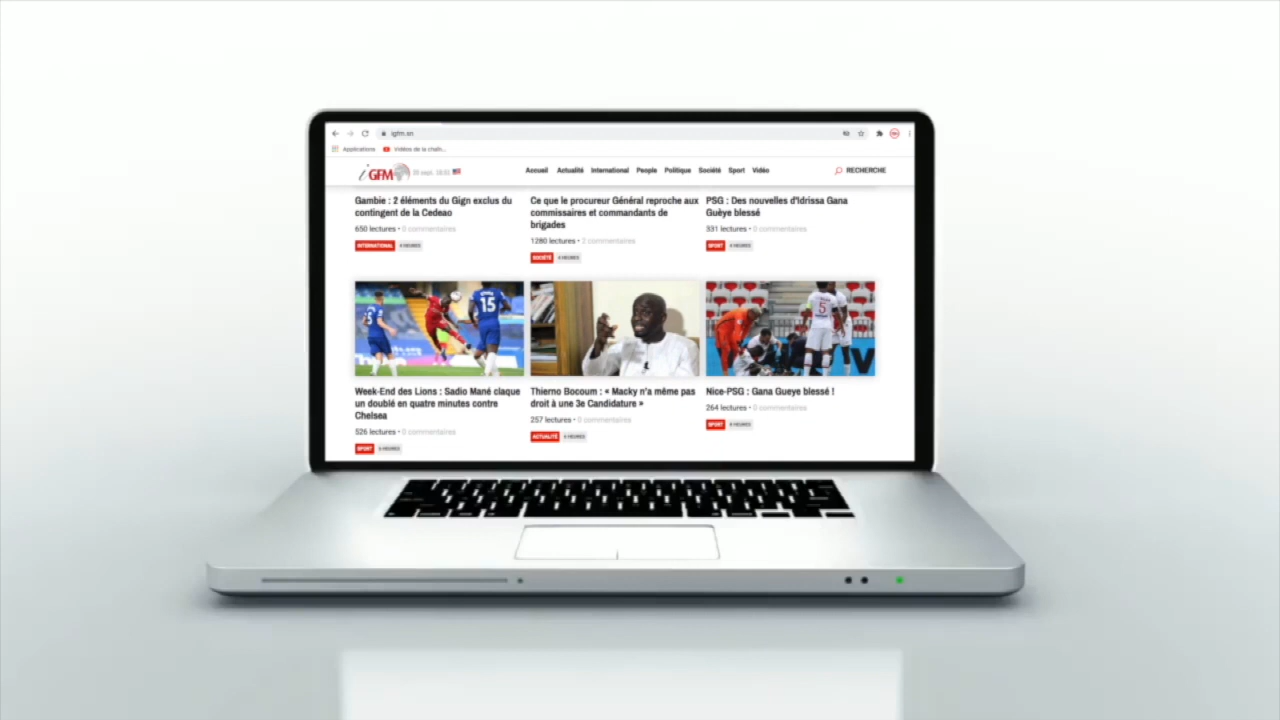 igfm.sn
Applications
Vidéos de la chaîn...
iGFM
Accueil Actualité International People Politique Société Sport Vidéo
RECHERCHE
Gambie : 2 éléments du Gign exclus du
contingent de la Cedeao
650 lectures • 0 commentaires
INTERNATIONAL
Ce que le procureur Général reproche aux
commissaires et commandants de
brigades
1280 lectures • 2 commentaires
SOCIÉTÉ
PSG : Des nouvelles d'Idrissa Gana
Guèye blessé
331 lectures • 0 commentaires
SPORT
5
15
5
Week-End des Lions : Sadio Mané claque
un doublé en quatre minutes contre
Chelsea
526 lectures • 0 commentaires
SPORT
Thierno Bocoum : « Macky n'a même pas
droit à une 3e Candidature »
257 lectures • 0 commentaires
ACTUALITÉ
Nice-PSG : Gana Gueye blessé !
264 lectures • 0 commentaires
SPORT